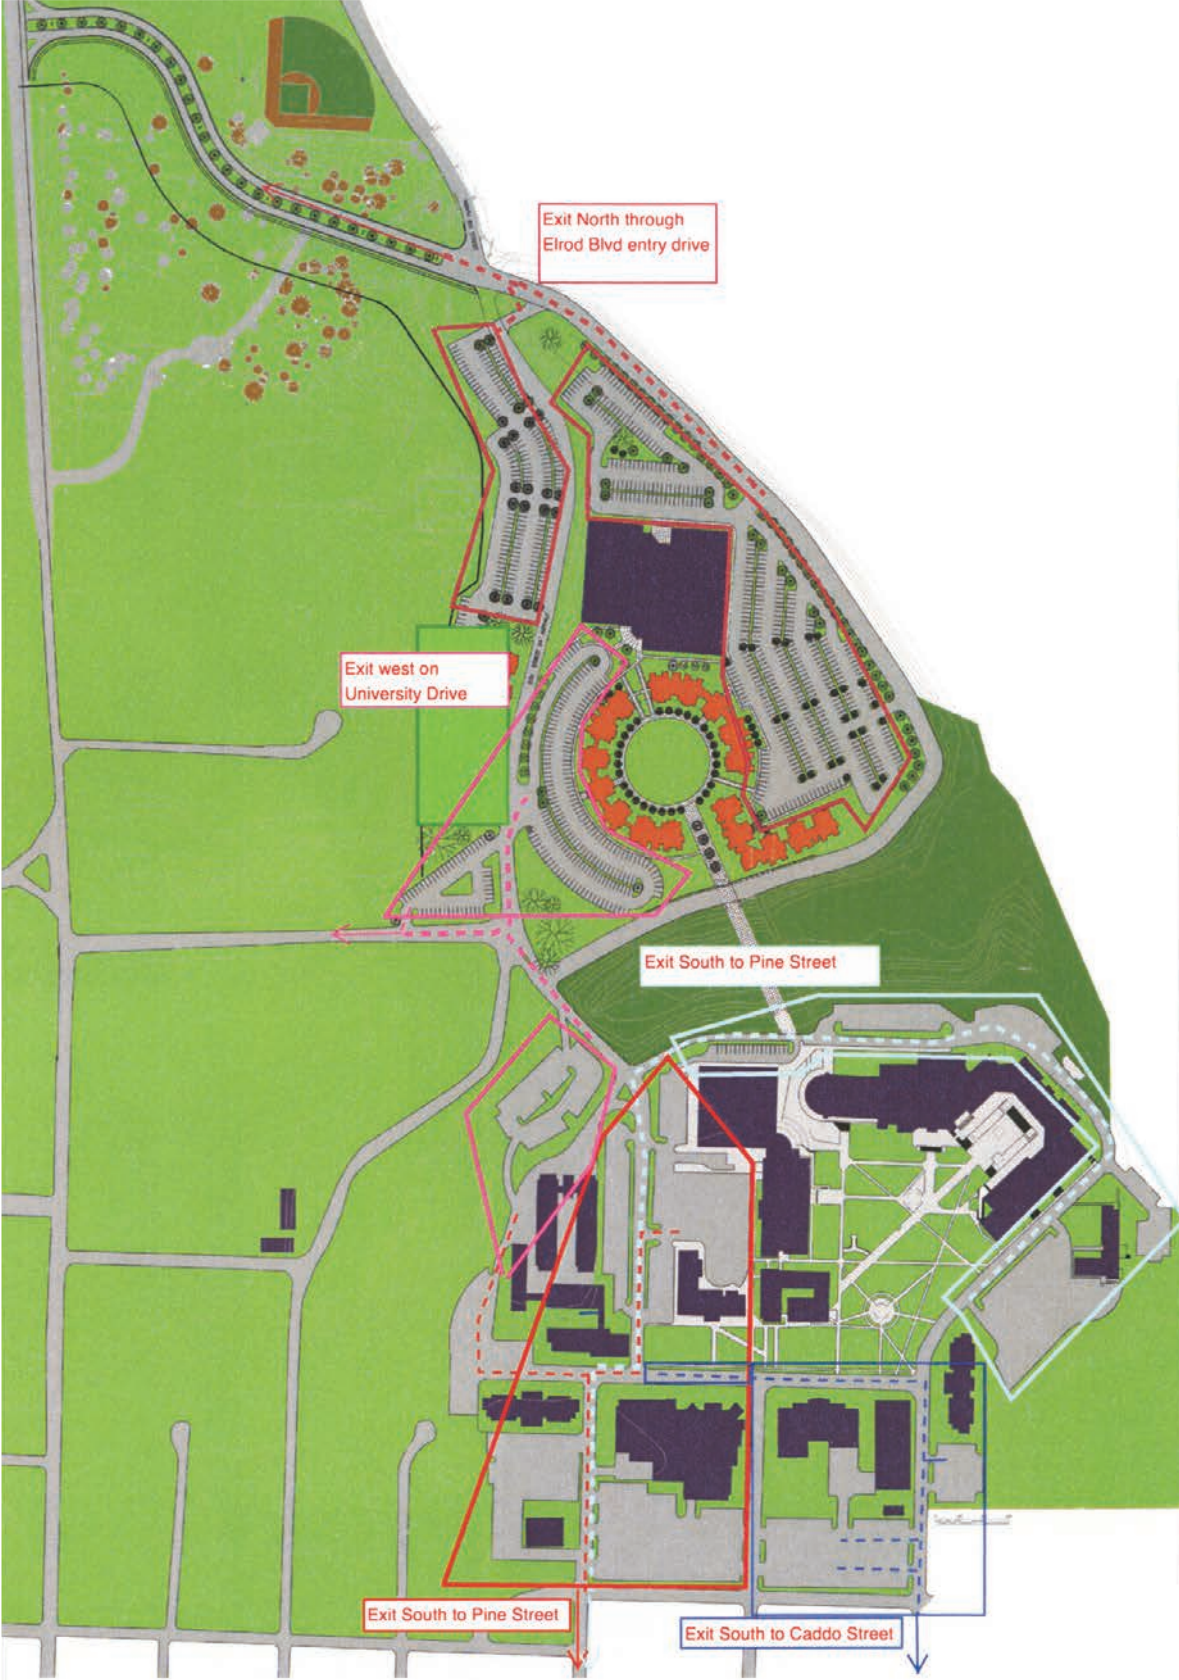 Exit North through
Elrod Blvd entry drive
Exit west on
University Drive
Exit South to Pine Street
Exit South to Pine Street
Exit South to Caddo Street